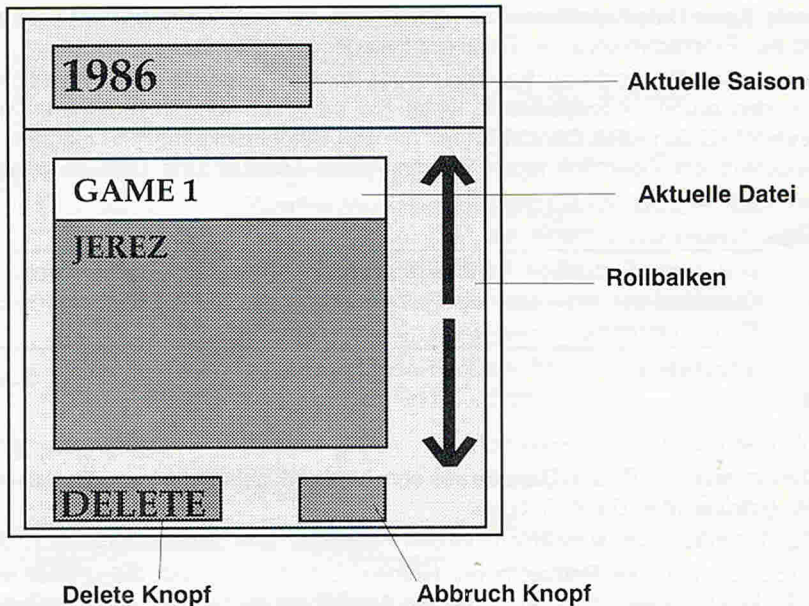 1986
Aktuelle Saison
GAME 1
Aktuelle Datei
JEREZ
Rollbalken
DELETE
Delete Knopf
Abbruch Knopf